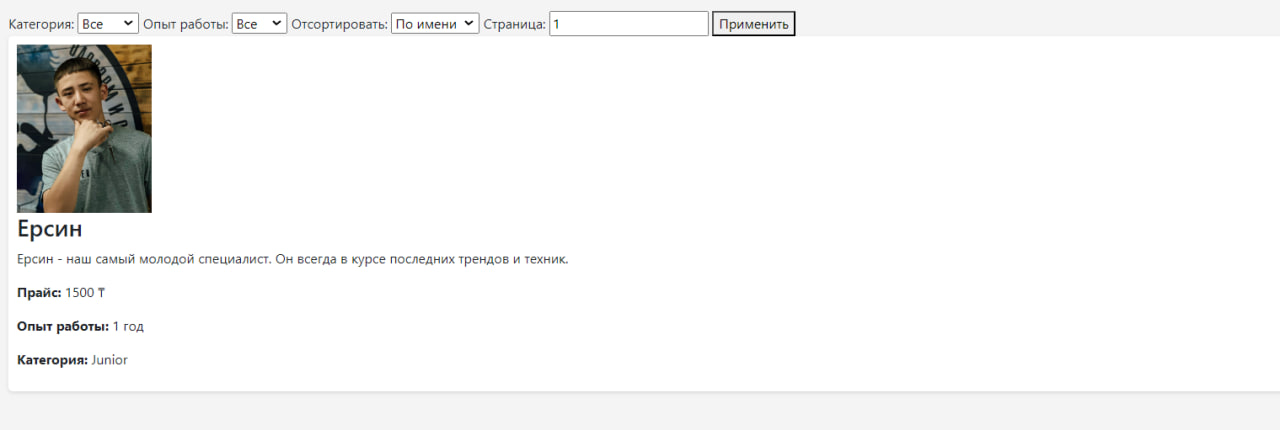 Категория: Все Опыт работы: Все Отсортировать: По имени Страница: 1 Применить
Ерсин
Ерсин - наш самый молодой специалист. Он всегда в курсе последних трендов и техник.
Прайс: 1500 ₸
Опыт работы: 1 год
Категория: Junior